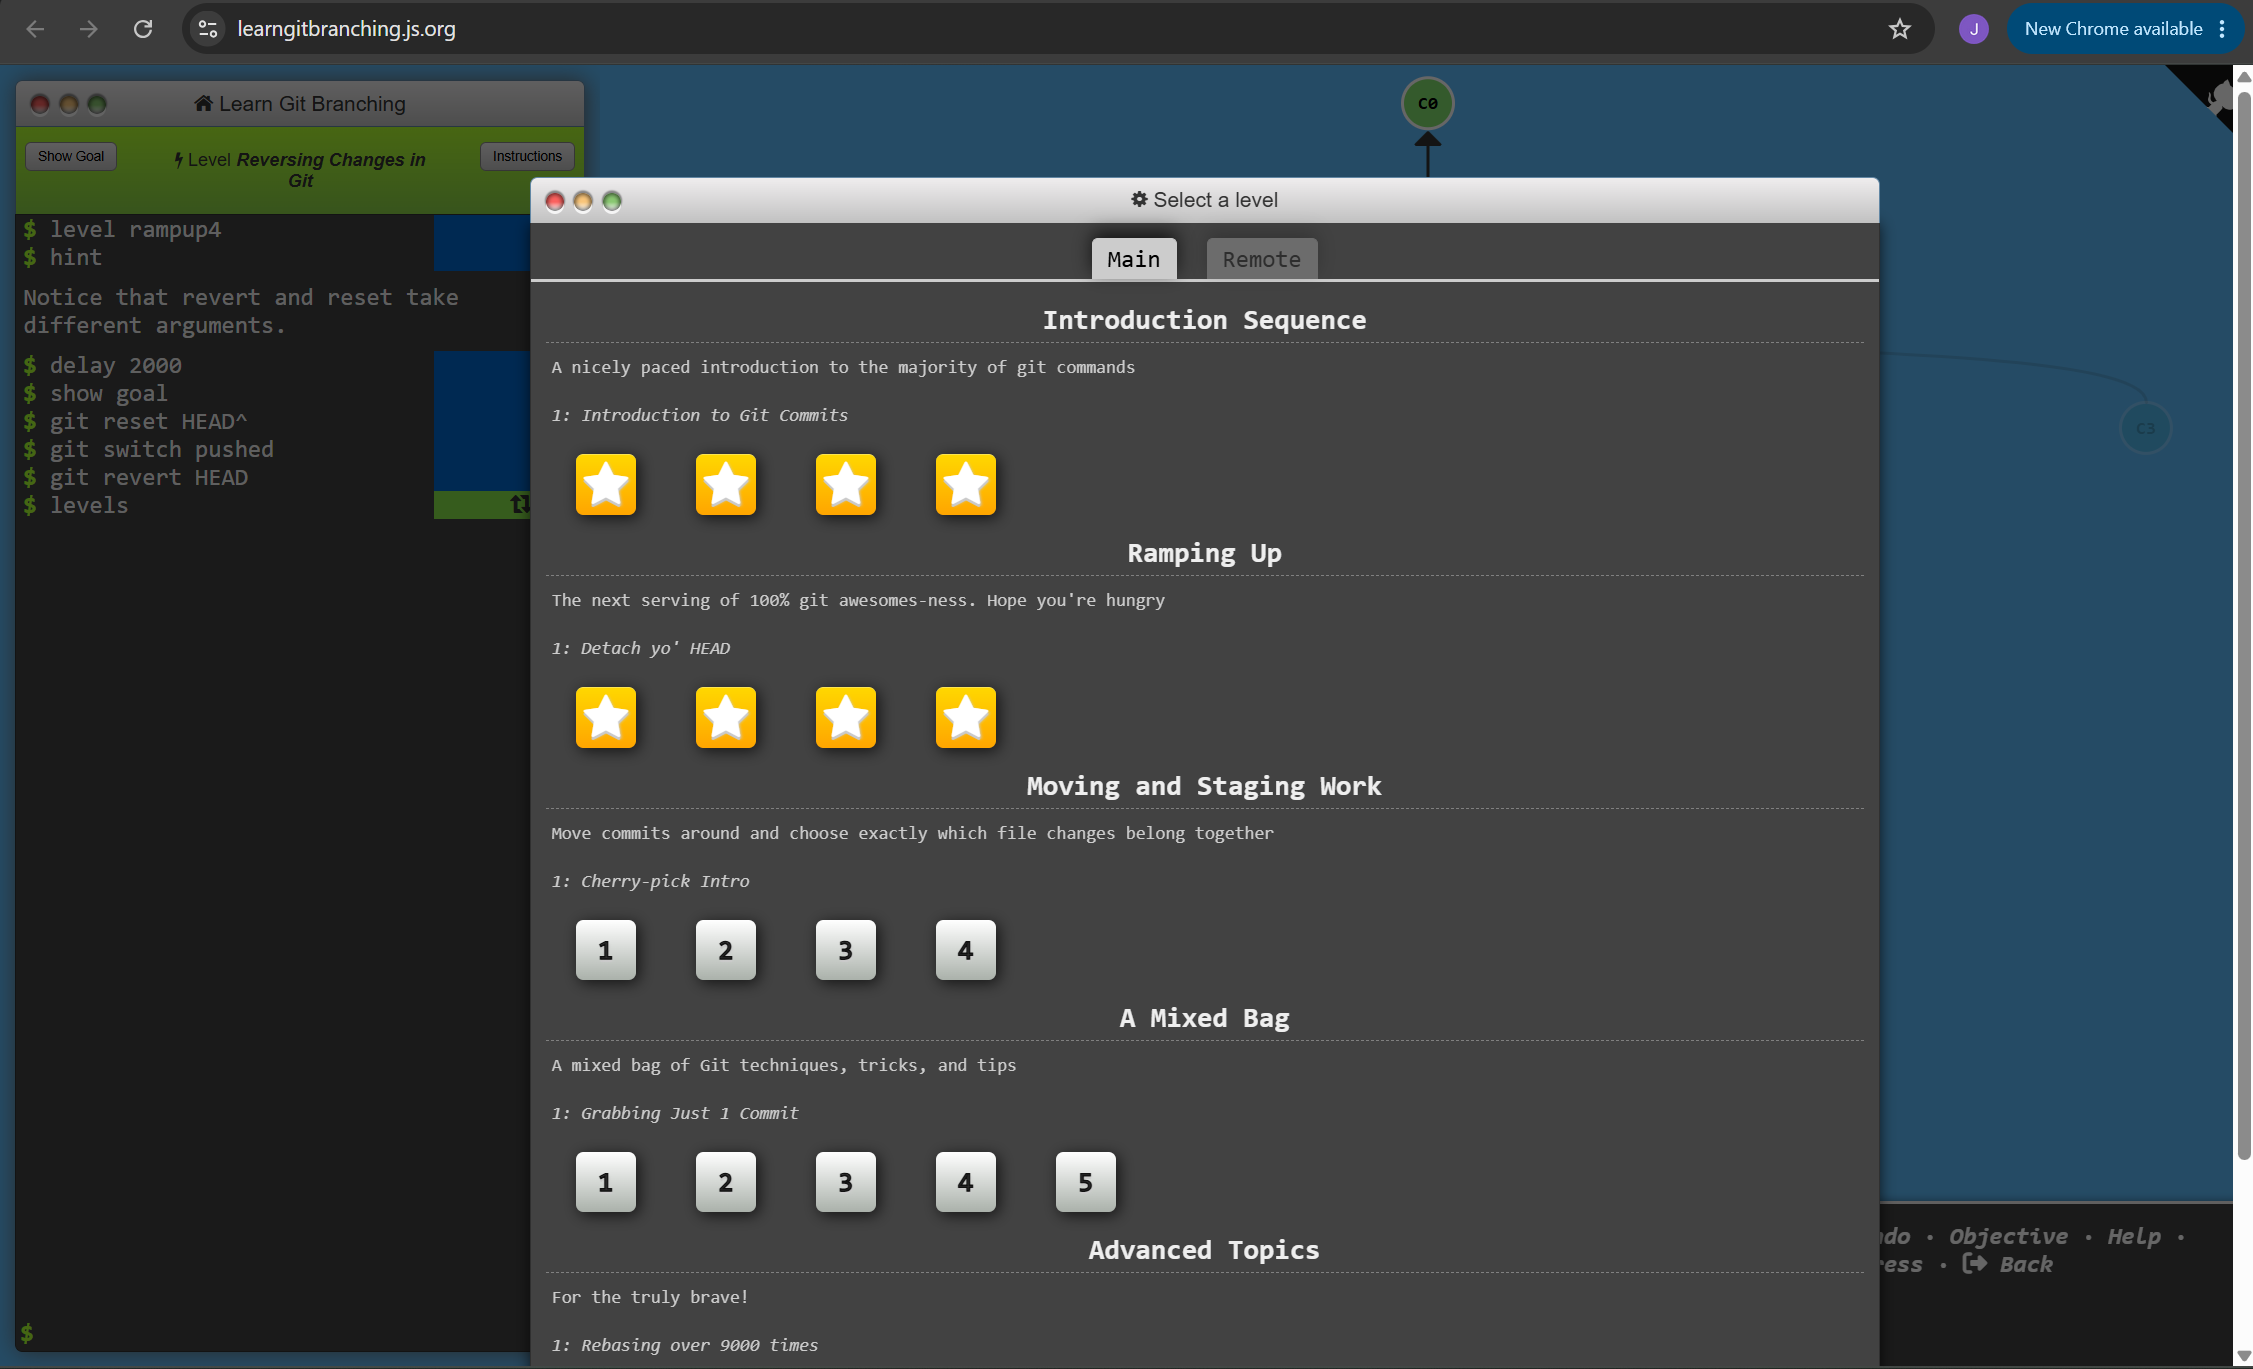 learngitbranching.js.org
J
New Chrome available
Learn Git Branching
Show Goal
Level Reversing Changes in
Git
Instructions
$ level rampup4
$ hint
Notice that revert and reset take
different arguments.
$ delay 2000
$ show goal
$ git reset HEAD^
$ git switch pushed
$ git revert HEAD
$ levels
$
C0
C3
Select a level
Main
Remote
Introduction Sequence
A nicely paced introduction to the majority of git commands
1: Introduction to Git Commits
Ramping Up
The next serving of 100% git awesomes-ness. Hope you're hungry
1: Detach yo' HEAD
Moving and Staging Work
Move commits around and choose exactly which file changes belong together
1: Cherry-pick Intro
1 2 3 4
A Mixed Bag
A mixed bag of Git techniques, tricks, and tips
1: Grabbing Just 1 Commit
1 2 3 4 5
Advanced Topics
For the truly brave!
1: Rebasing over 9000 times
• Objective • Help •
• Back